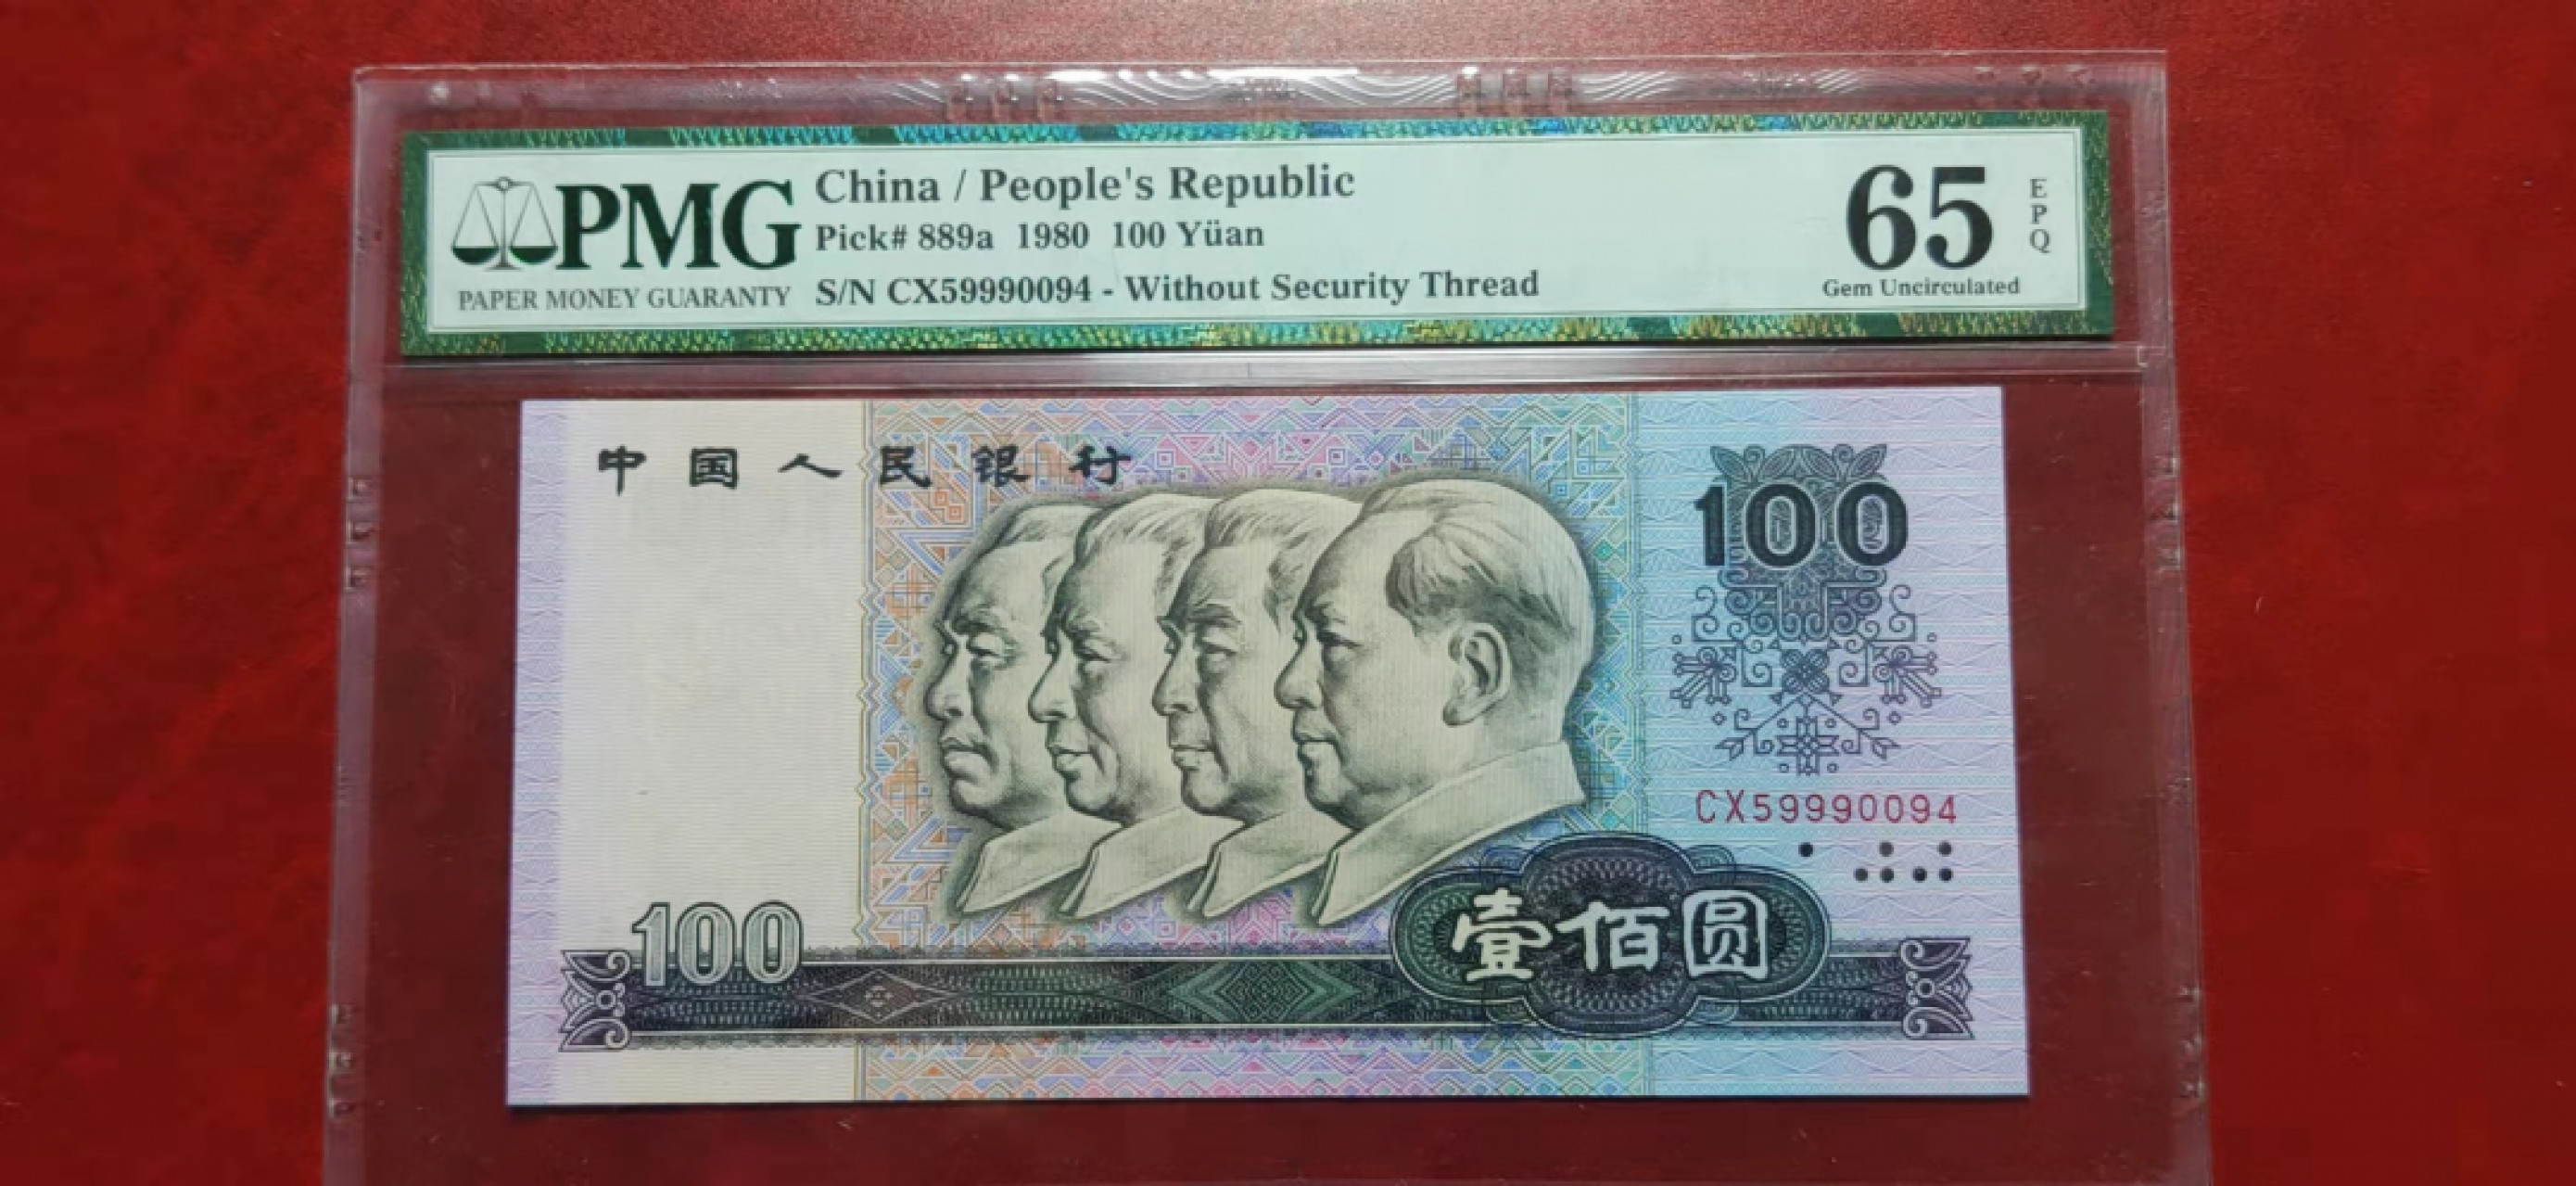 PMG
PAPER MONEY GUARANTY
China / People's Republic
Pick# 889a 1980 100 Yüan
S/N CX59990094 - Without Security Thread
65
EPQ
Gem Uncirculated
中国人民银行
100
CX59990094
100
壹佰圆